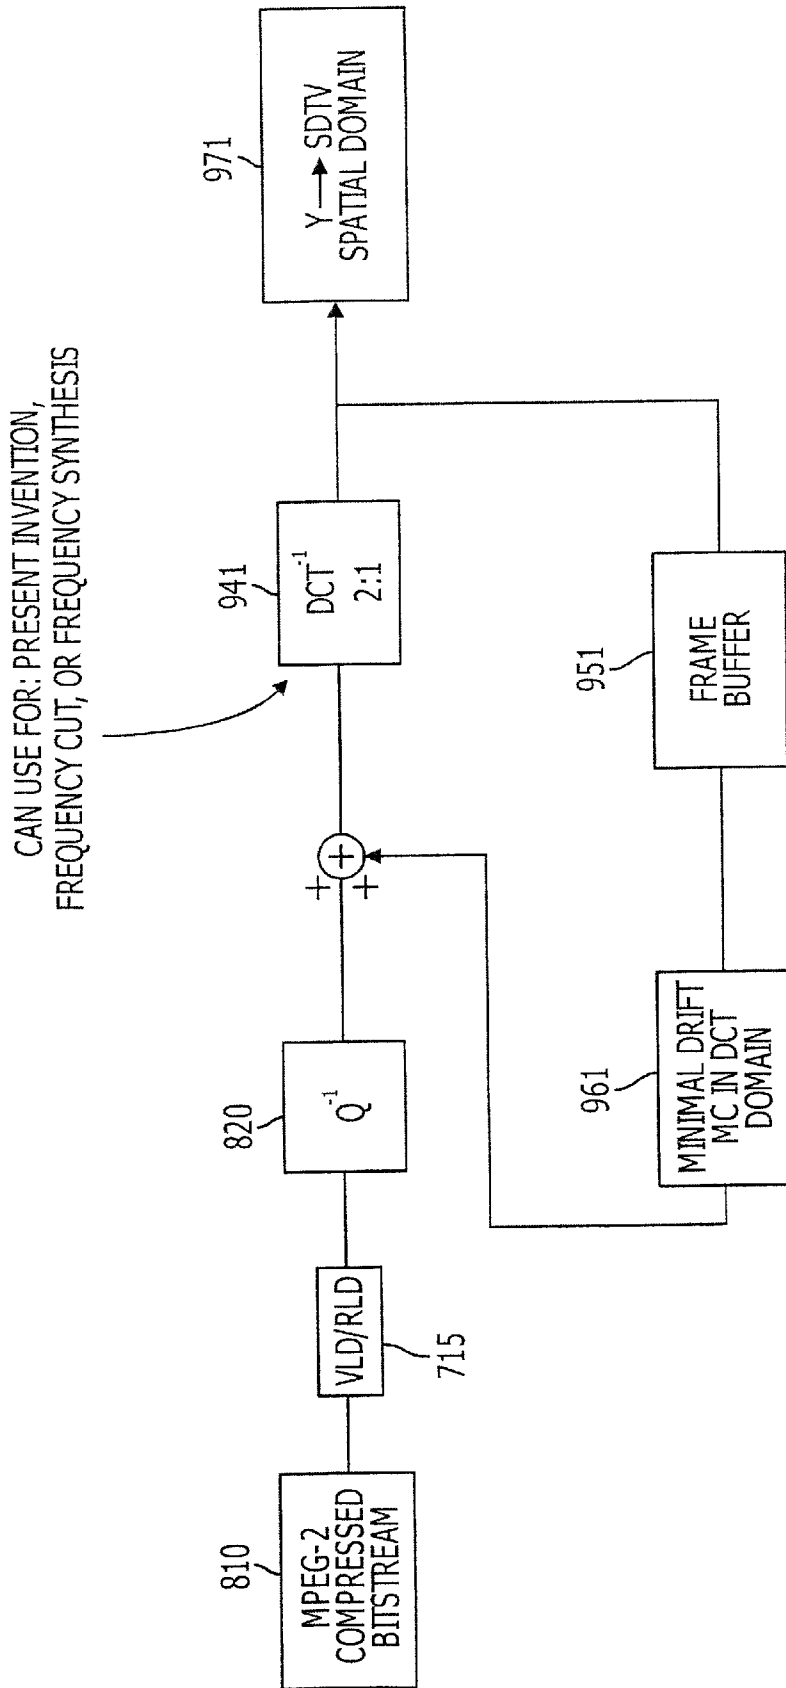 CAN USE FOR: PRESENT INVENTION,
FREQUENCY CUT, OR FREQUENCY SYNTHESIS
810
MPEG-2
COMPRESSED
BITSTREAM
VLD/RLD
715
820
Q⁻¹
+
+
+
941
DCT⁻¹
2:1
971
Y → SDTV
SPATIAL DOMAIN
961
MINIMAL DRIFT
MC IN DCT
DOMAIN
951
FRAME
BUFFER